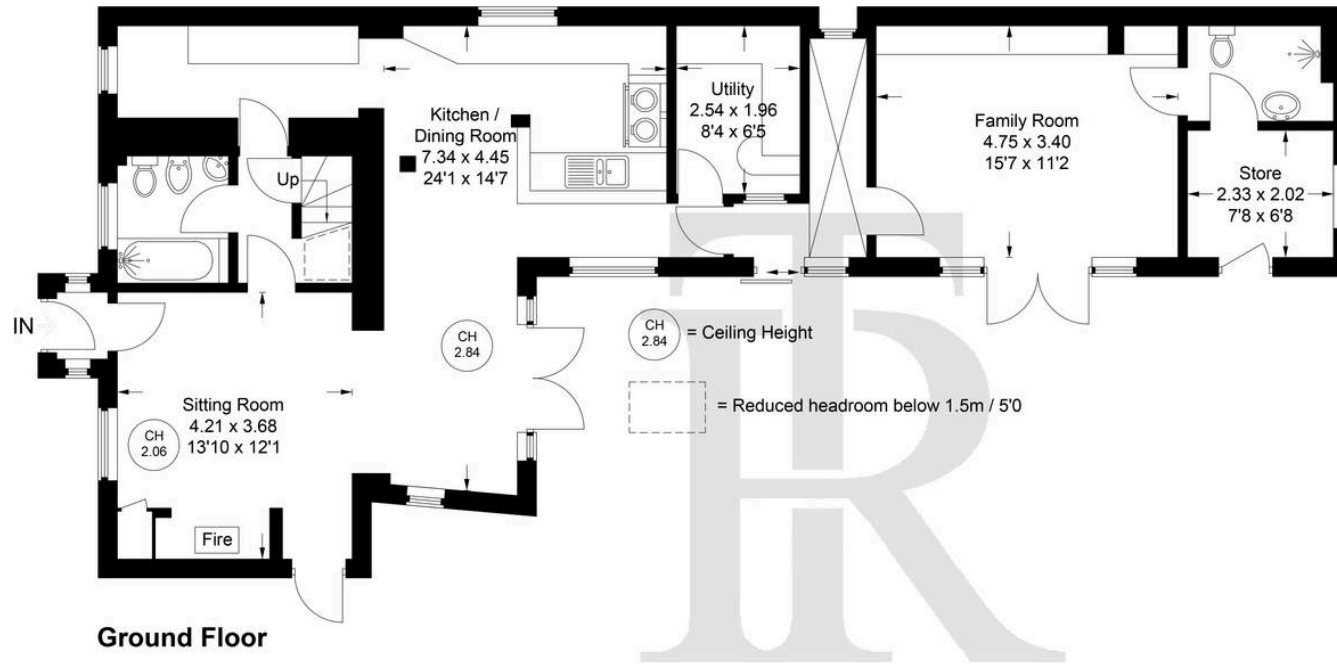 Kitchen /
Dining Room
7.34 x 4.45
24'1 x 14'7
Utility
2.54 x 1.96
8'4 x 6'5
Family Room
4.75 x 3.40
15'7 x 11'2
Store
2.33 x 2.02
7'8 x 6'8
Up
IN
CH
2.84
CH
2.84
= Ceiling Height
= Reduced headroom below 1.5m / 5'0
Sitting Room
4.21 x 3.68
13'10 x 12'1
CH
2.06
Fire
Ground Floor
TR